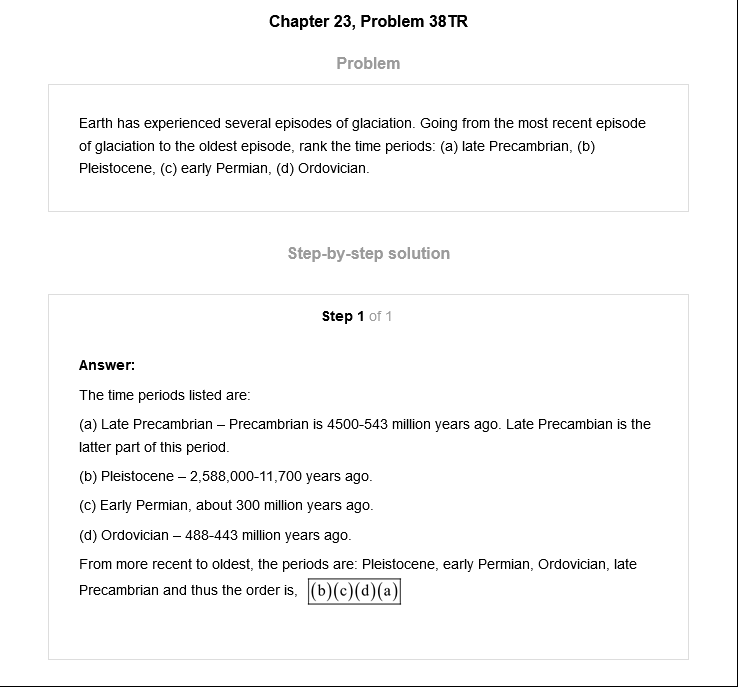 Chapter 23, Problem 38TR
Problem
Earth has experienced several episodes of glaciation. Going from the most recent episode
of glaciation to the oldest episode, rank the time periods: (a) late Precambrian, (b)
Pleistocene, (c) early Permian, (d) Ordovician.
Step-by-step solution
Step 1 of 1
Answer:
The time periods listed are:
(a) Late Precambrian – Precambrian is 4500-543 million years ago. Late Precambian is the
latter part of this period.
(b) Pleistocene – 2,588,000-11,700 years ago.
(c) Early Permian, about 300 million years ago.
(d) Ordovician – 488-443 million years ago.
From more recent to oldest, the periods are: Pleistocene, early Permian, Ordovician, late
Precambrian and thus the order is, (b)(c)(d)(a)